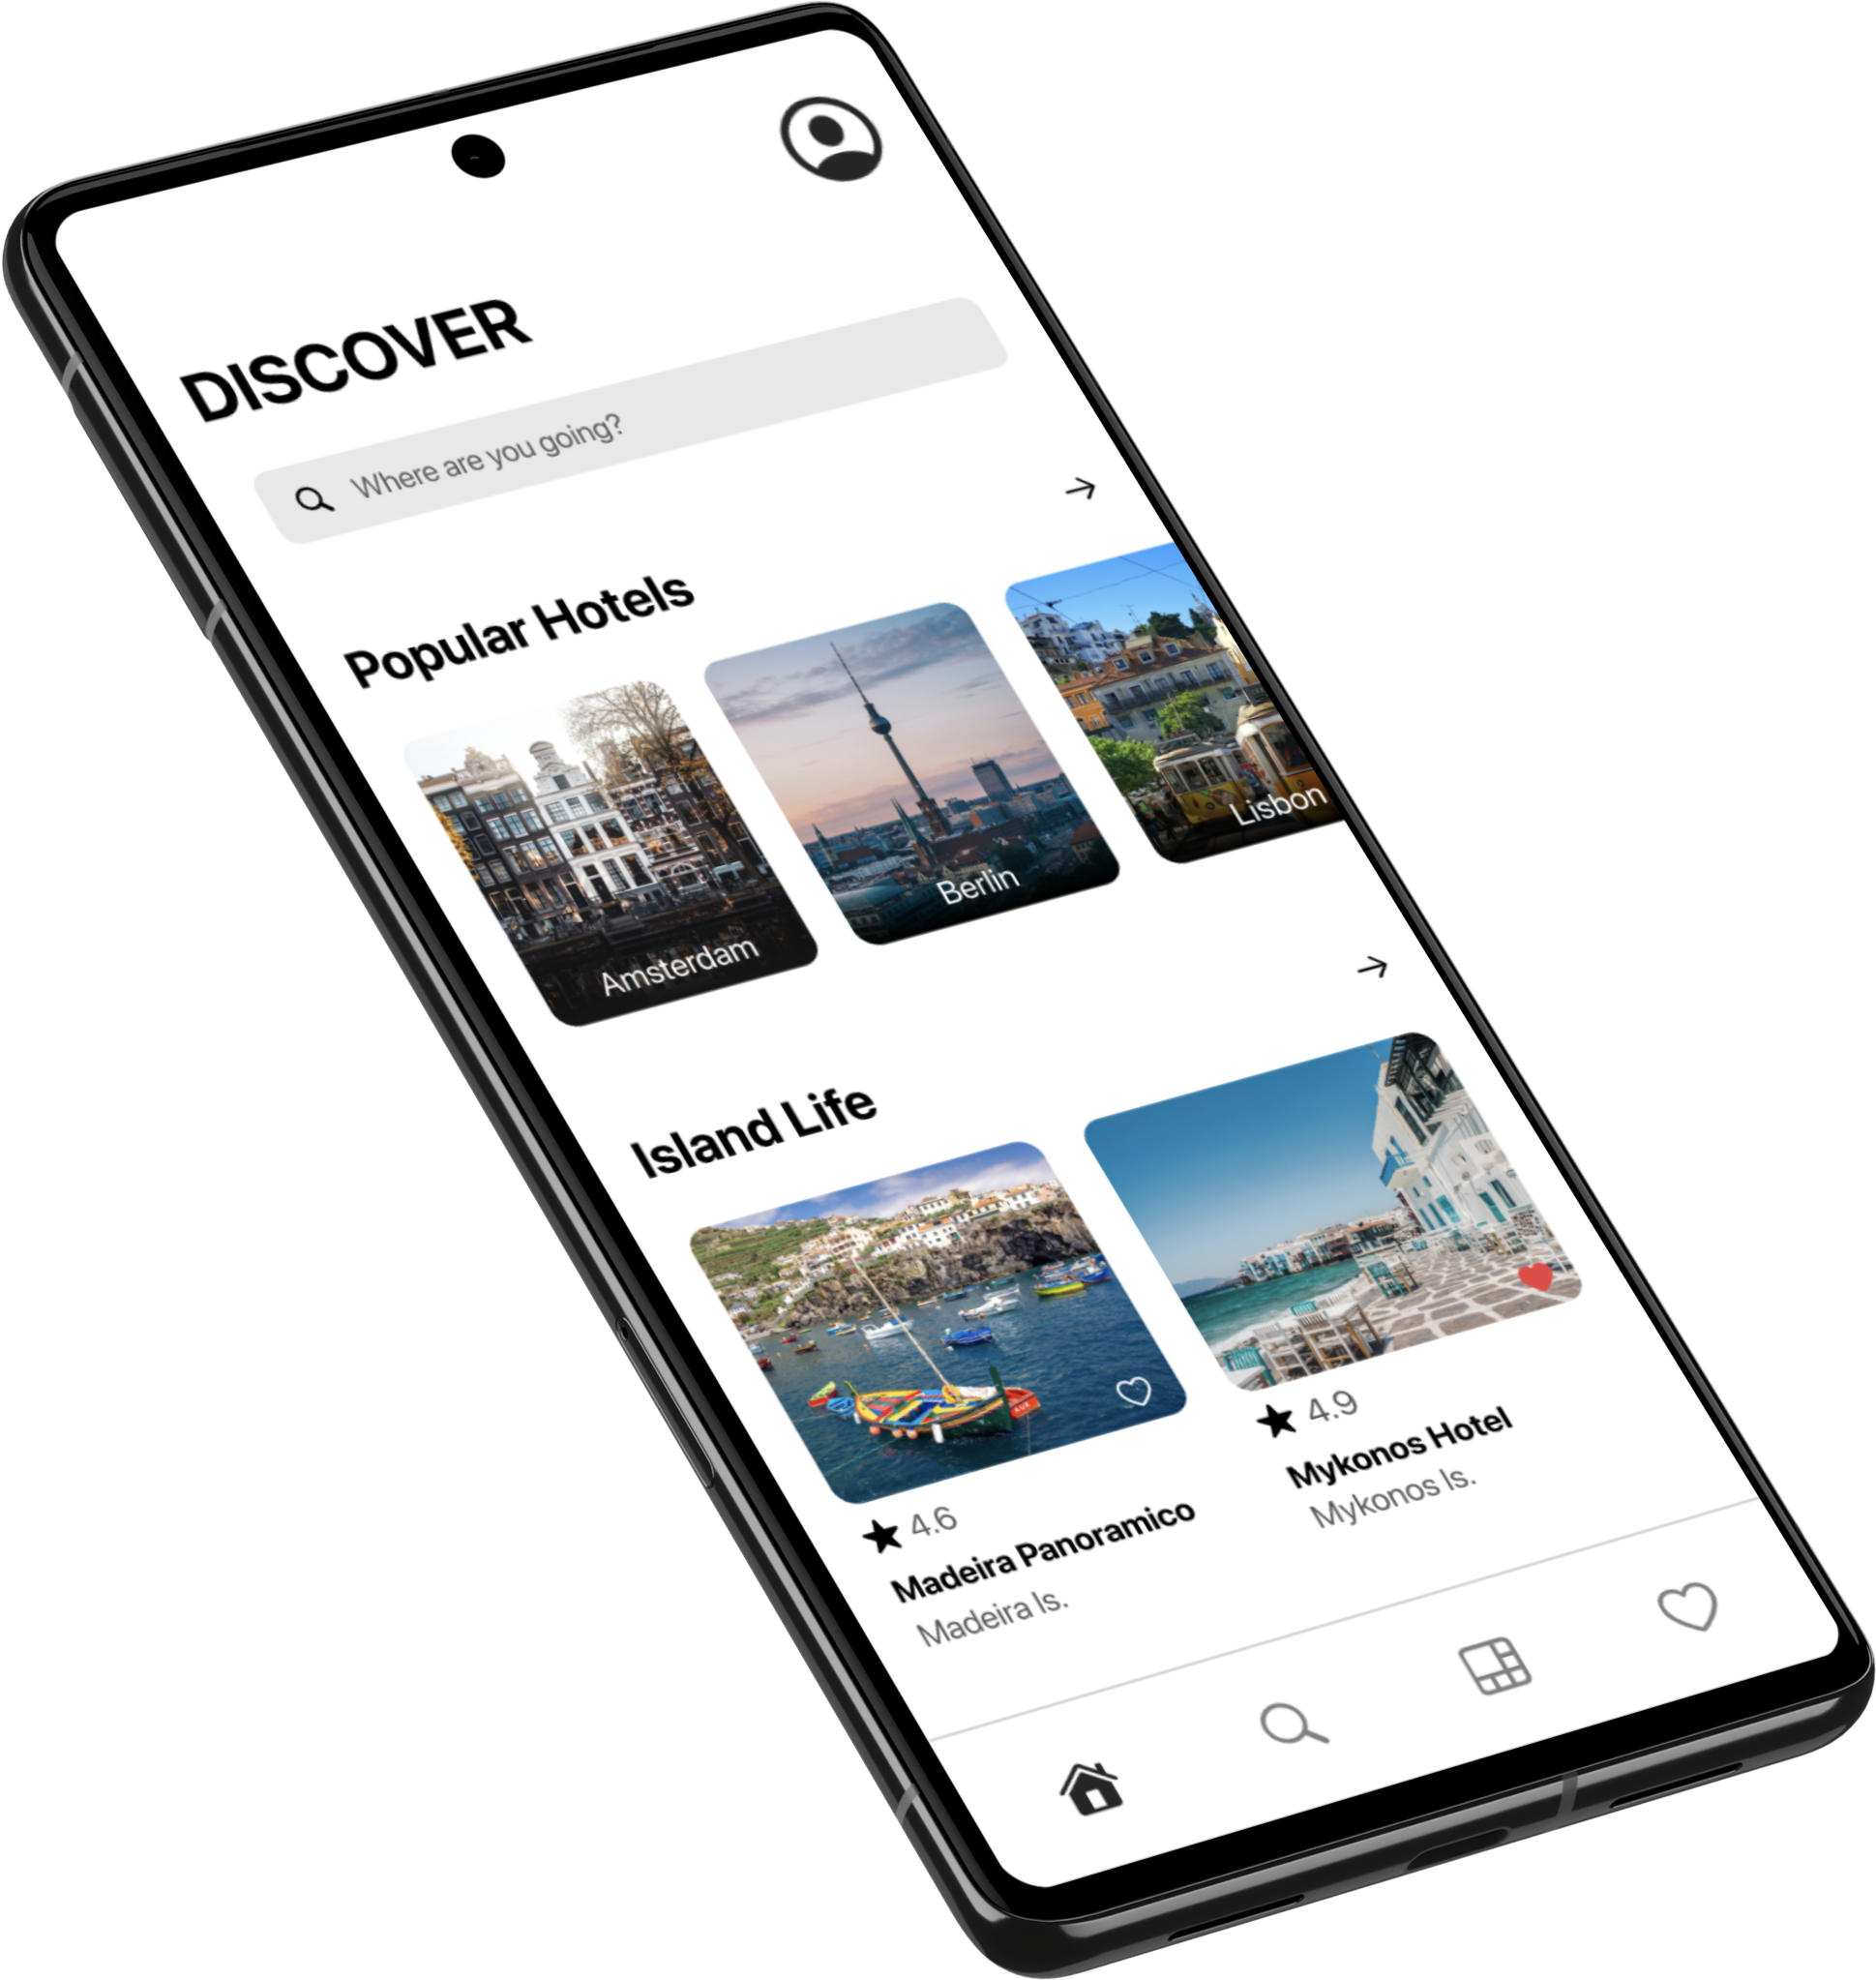 DISCOVER
Where are you going?
Popular Hotels
Amsterdam
Berlin
Lisbon
Island Life
4.6
Madeira Panoramico
Madeira Is.
4.9
Mykonos Hotel
Mykonos Is.